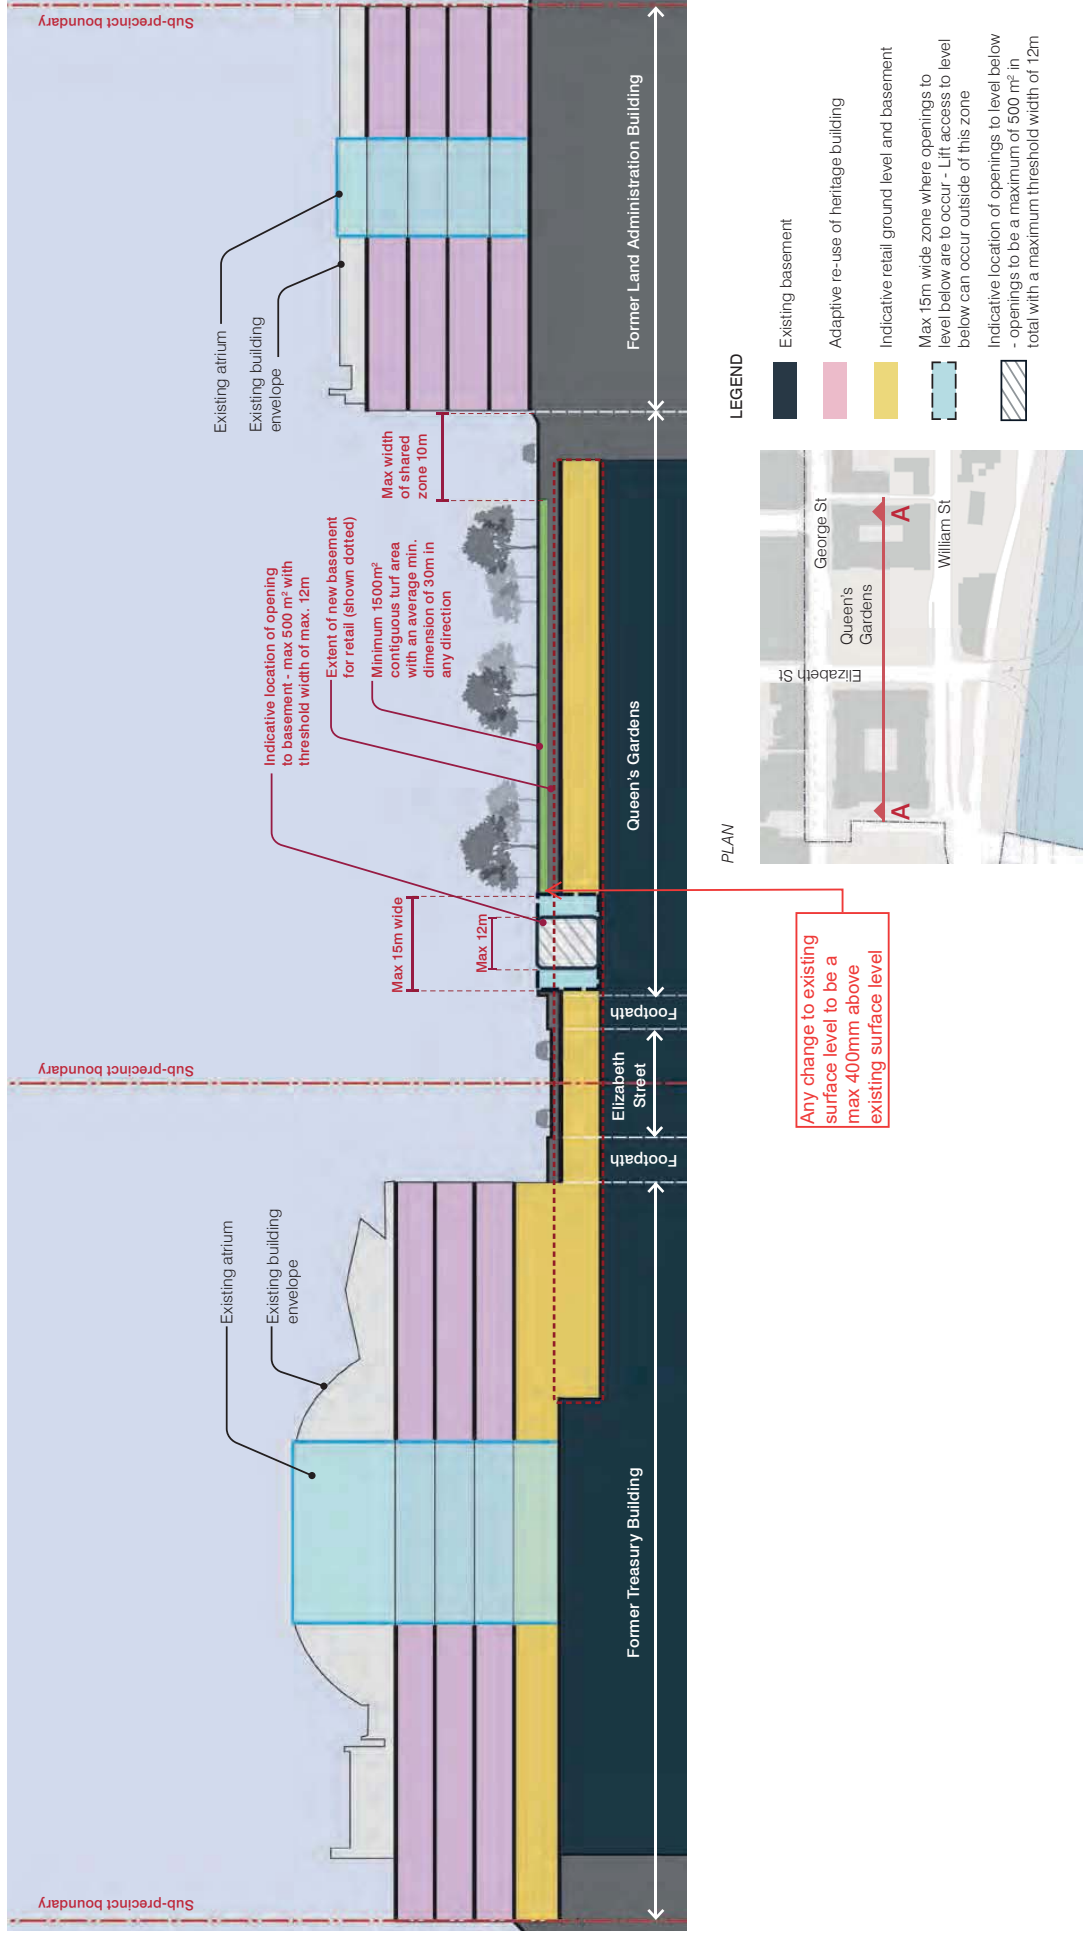 Sub-precinct boundary
Sub-precinct boundary
Sub-precinct boundary
Existing atrium
Existing building
envelope
Existing atrium
Existing building
envelope
Indicative location of opening
to basement - max 500 m² with
threshold width of max. 12m
Extent of new basement
for retail (shown dotted)
Minimum 1500m²
contiguous turf area
with an average min.
dimension of 30m in
any direction
Max width
of shared
zone 10m
Max 15m wide
Max 12m
Former Treasury Building
Footpath
Elizabeth
Street
Footpath
Queen's Gardens
Former Land Administration Building
Any change to existing
surface level to be a
max 400mm above
existing surface level
PLAN
George St
Queen's
Gardens
Elizabeth St
William St
A
A
LEGEND
Existing basement
Adaptive re-use of heritage building
Indicative retail ground level and basement
Max 15m wide zone where openings to
level below are to occur - Lift access to level
below can occur outside of this zone
Indicative location of openings to level below
- openings to be a maximum of 500 m² in
total with a maximum threshold width of 12m